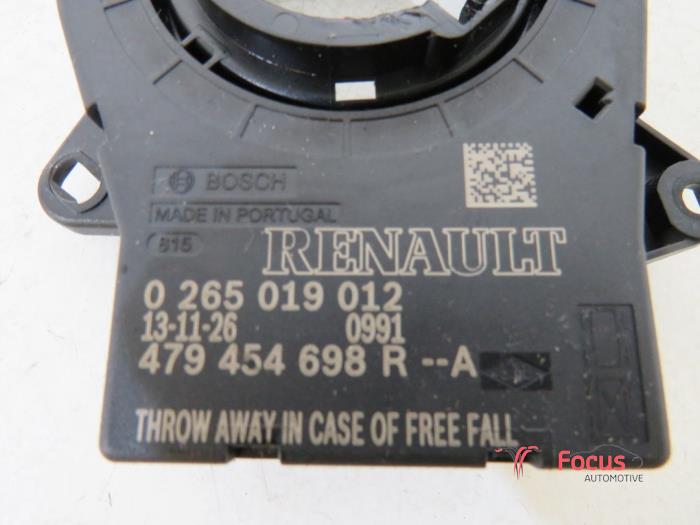 BOSCH
MADE IN PORTUGAL
815
RENAULT
0 265 019 012
13-11-26 0991
479 454 698 R --A
THROW AWAY IN CASE OF FREE FALL
Focus
AUTOMOTIVE